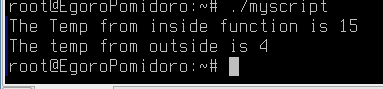 root@EgoroPomidoro:~# ./myscript
The Temp from inside function is 15
The temp from outside is 4
root@EgoroPomidoro:~#